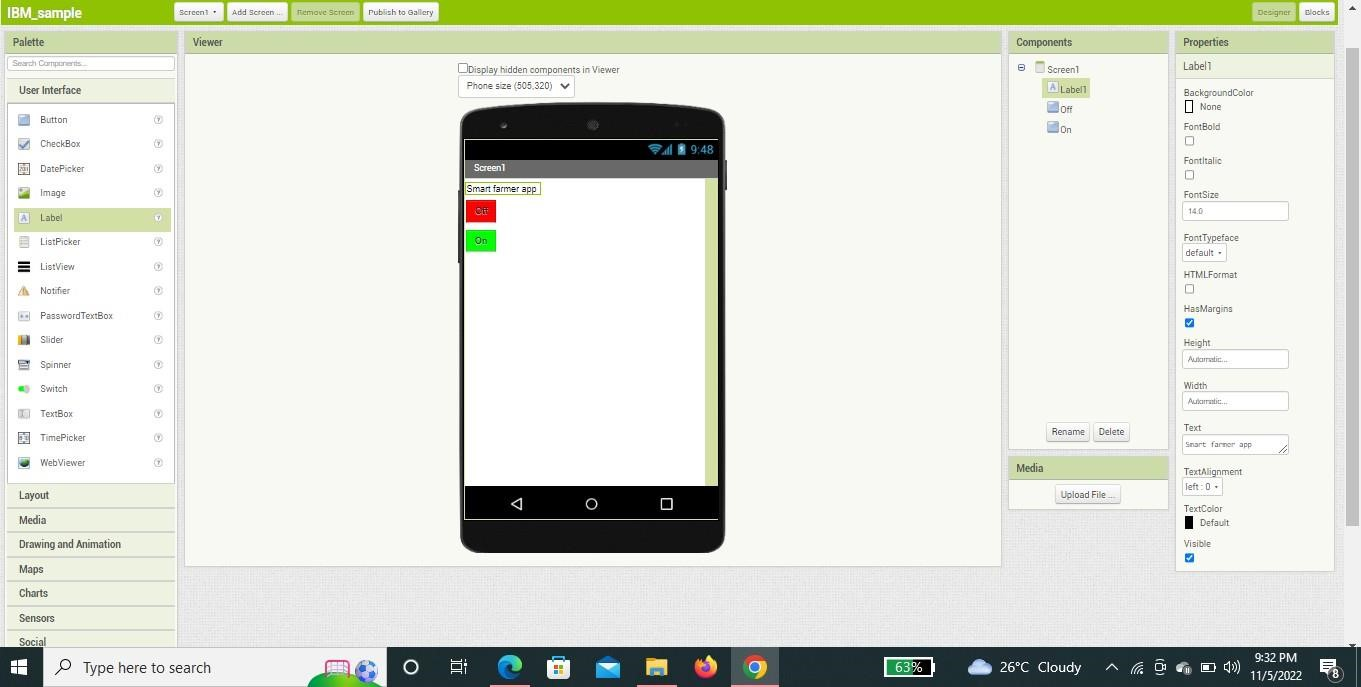 IBM_sample
Screen1
Add Screen ...
Remove Screen
Publish to Gallery
Designer
Blocks
Palette
Search Components...
User Interface
Button
CheckBox
DatePicker
Image
Label
ListPicker
ListView
Notifier
PasswordTextBox
Slider
Spinner
Switch
TextBox
TimePicker
WebViewer
Layout
Media
Drawing and Animation
Maps
Charts
Sensors
Social
Viewer
Display hidden components in Viewer
Phone size (505,320)
9:48
Screen1
Smart farmer app
Off
On
Components
Screen1
Label1
Off
On
Rename
Delete
Media
Upload File ...
Properties
Label1
BackgroundColor
None
FontBold
FontItalic
FontSize
14.0
FontTypeface
default
HTMLFormat
HasMargins
Height
Automatic...
Width
Automatic...
Text
Smart farmer app
TextAlignment
left : 0
TextColor
Default
Visible
Type here to search
63%
26°C Cloudy
9:32 PM
11/5/2022
8